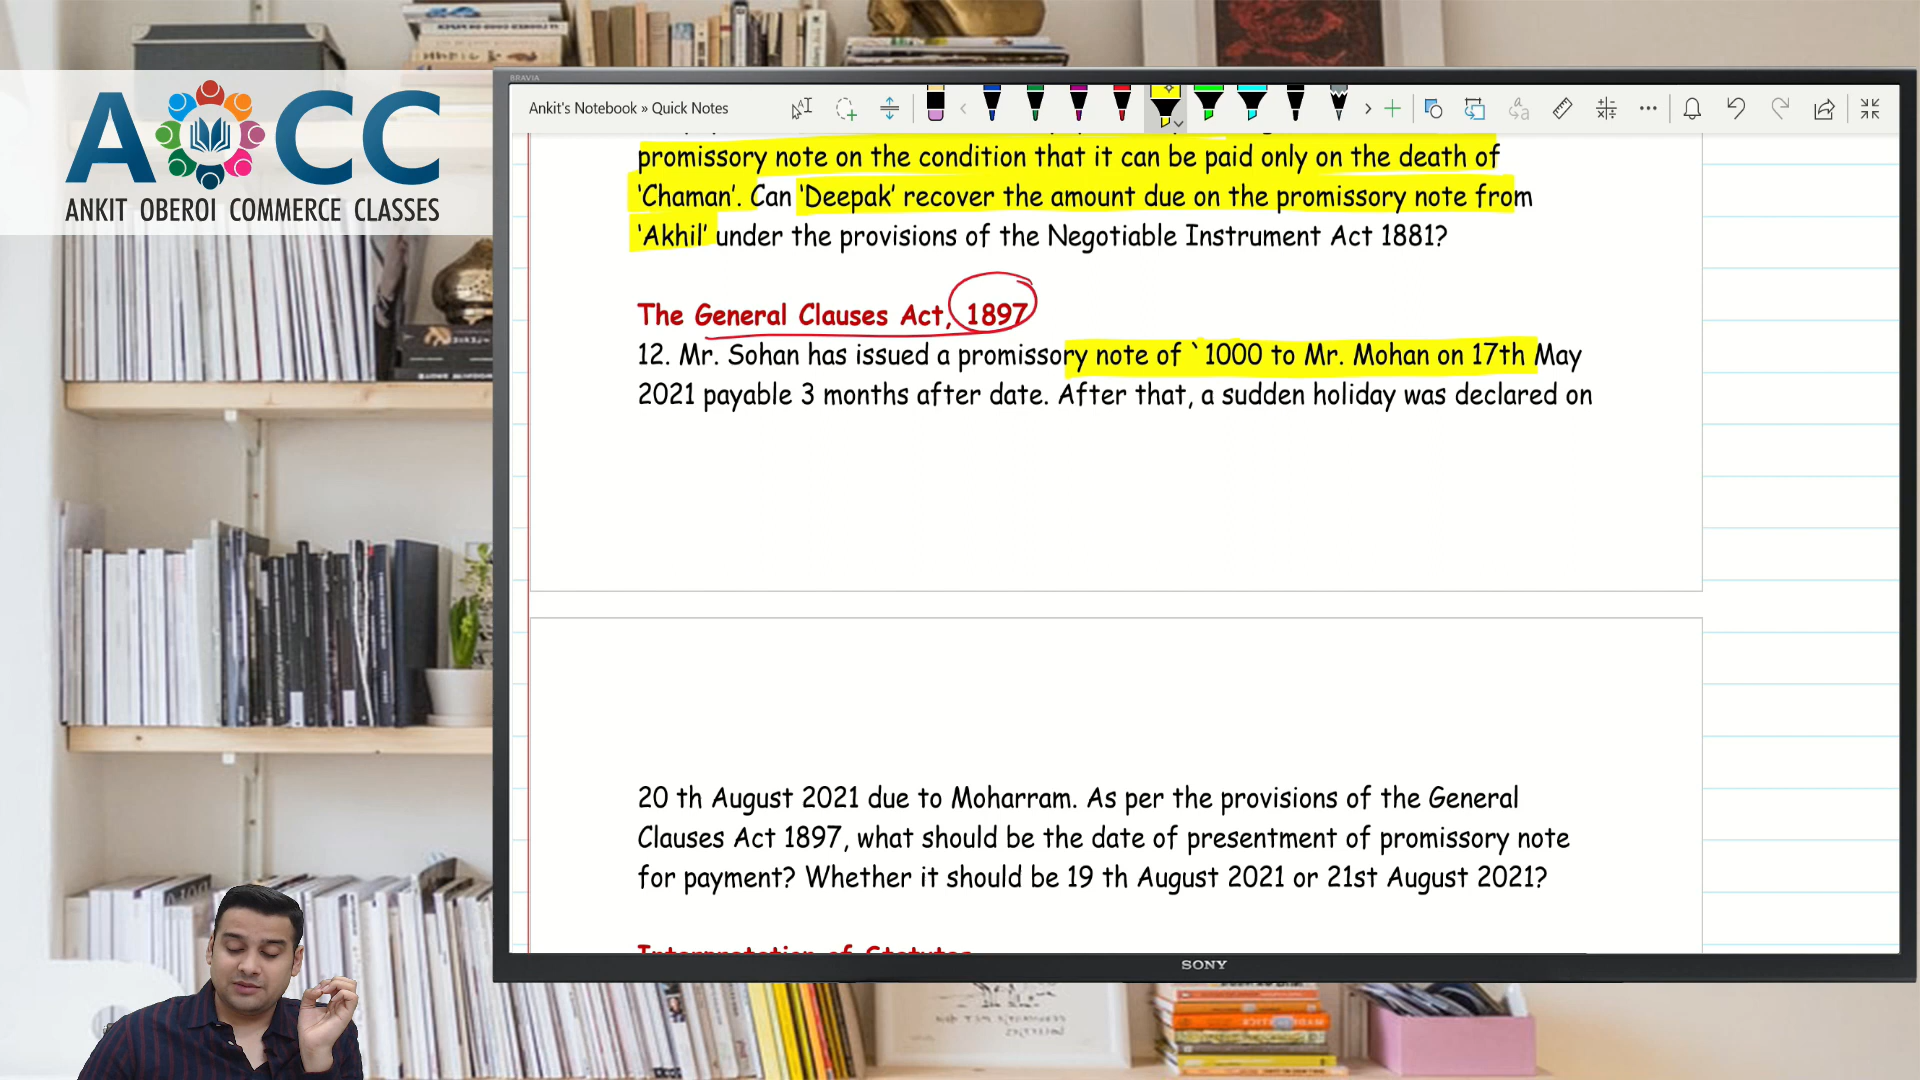 BRAVIA
Ankit's Notebook » Quick Notes
AOCC
ANKIT OBEROI COMMERCE CLASSES
promissory note on the condition that it can be paid only on the death of
‘Chaman’. Can ‘Deepak’ recover the amount due on the promissory note from
‘Akhil’ under the provisions of the Negotiable Instrument Act 1881?
The General Clauses Act, 1897
12. Mr. Sohan has issued a promissory note of `1000 to Mr. Mohan on 17th May
2021 payable 3 months after date. After that, a sudden holiday was declared on
20 th August 2021 due to Moharram. As per the provisions of the General
Clauses Act 1897, what should be the date of presentment of promissory note
for payment? Whether it should be 19 th August 2021 or 21st August 2021?
Interpretation of Statutes
SONY